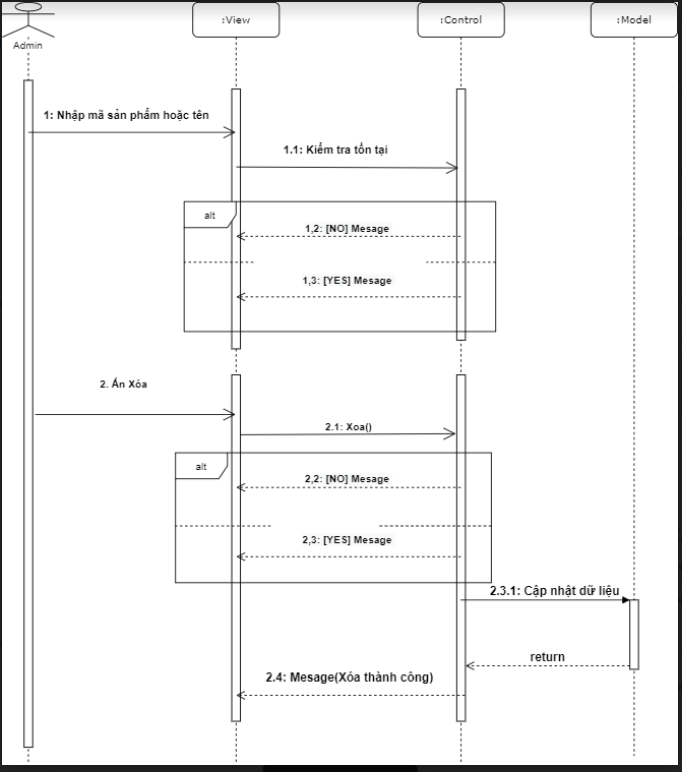 :View
:Control
:Model
Admin
1: Nhập mã sản phẩm hoặc tên
1.1: Kiểm tra tồn tại
alt
1,2: [NO] Mesage
1,3: [YES] Mesage
2. Ấn Xóa
2.1: Xoa()
alt
2,2: [NO] Mesage
2,3: [YES] Mesage
2.3.1: Cập nhật dữ liệu
return
2.4: Mesage(Xóa thành công)